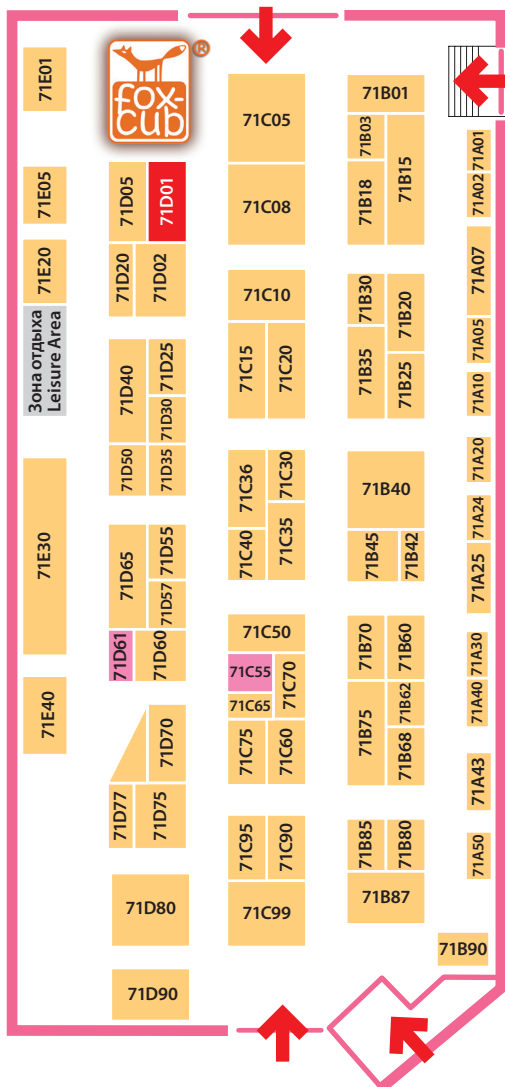 fox-
cub
®
71E01
71E05
71E20
Зона отдыха
Leisure Area
71E30
71E40
71D05
71D01
71D20
71D02
71D40
71D25
71D30
71D50
71D35
71D65
71D55
71D57
71D61
71D60
71D70
71D77
71D75
71D80
71D90
71C05
71C08
71C10
71C15
71C20
71C36
71C30
71C40
71C35
71C50
71C55
71C70
71C65
71C75
71C60
71C95
71C90
71C99
71B01
71B03
71B15
71B18
71B30
71B20
71B35
71B25
71B40
71B45
71B42
71B70
71B60
71B75
71B62
71B68
71B85
71B80
71B87
71B90
71A01
71A02
71A07
71A05
71A10
71A20
71A24
71A25
71A30
71A40
71A43
71A50